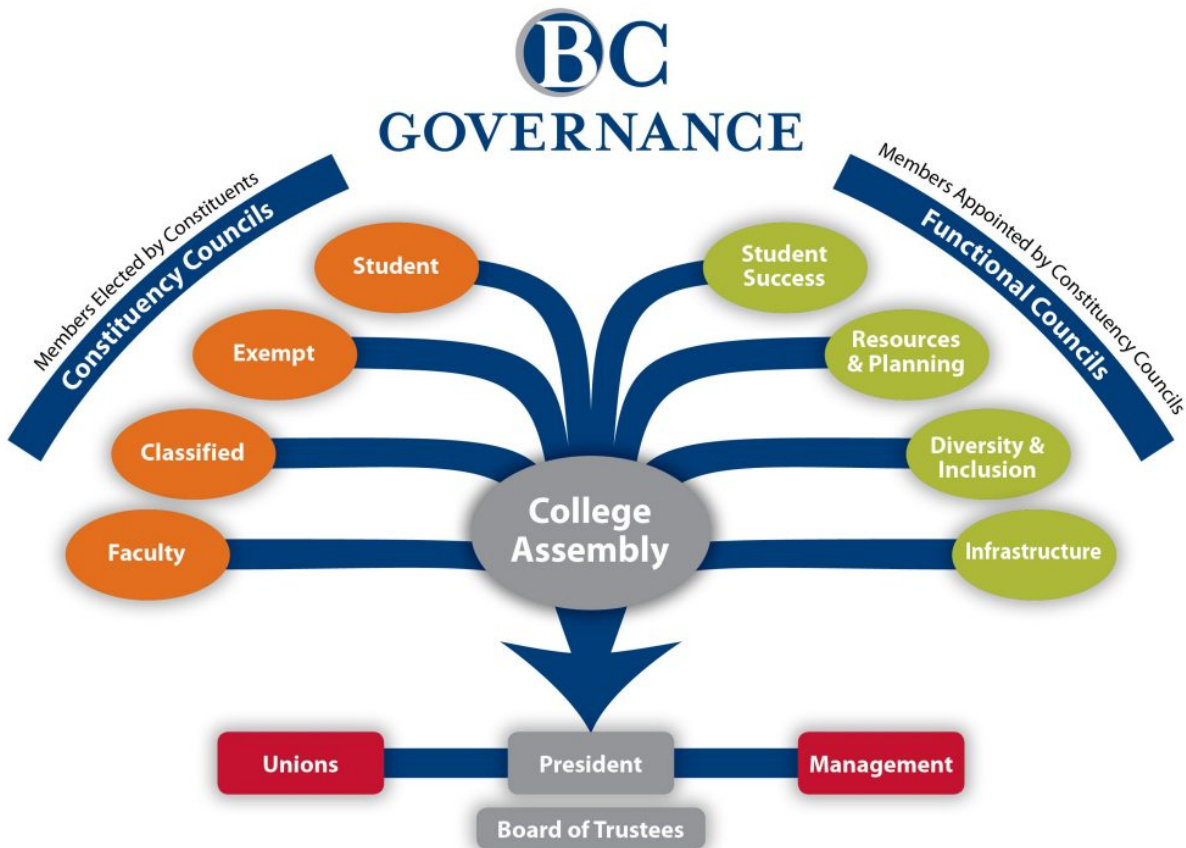 BC
GOVERNANCE
Members Elected by Constituents
Constituency Councils
Members Appointed by Constituency Councils
Functional Councils
Student
Exempt
Classified
Faculty
Student
Success
Resources
& Planning
Diversity &
Inclusion
Infrastructure
College
Assembly
Unions
President
Management
Board of Trustees